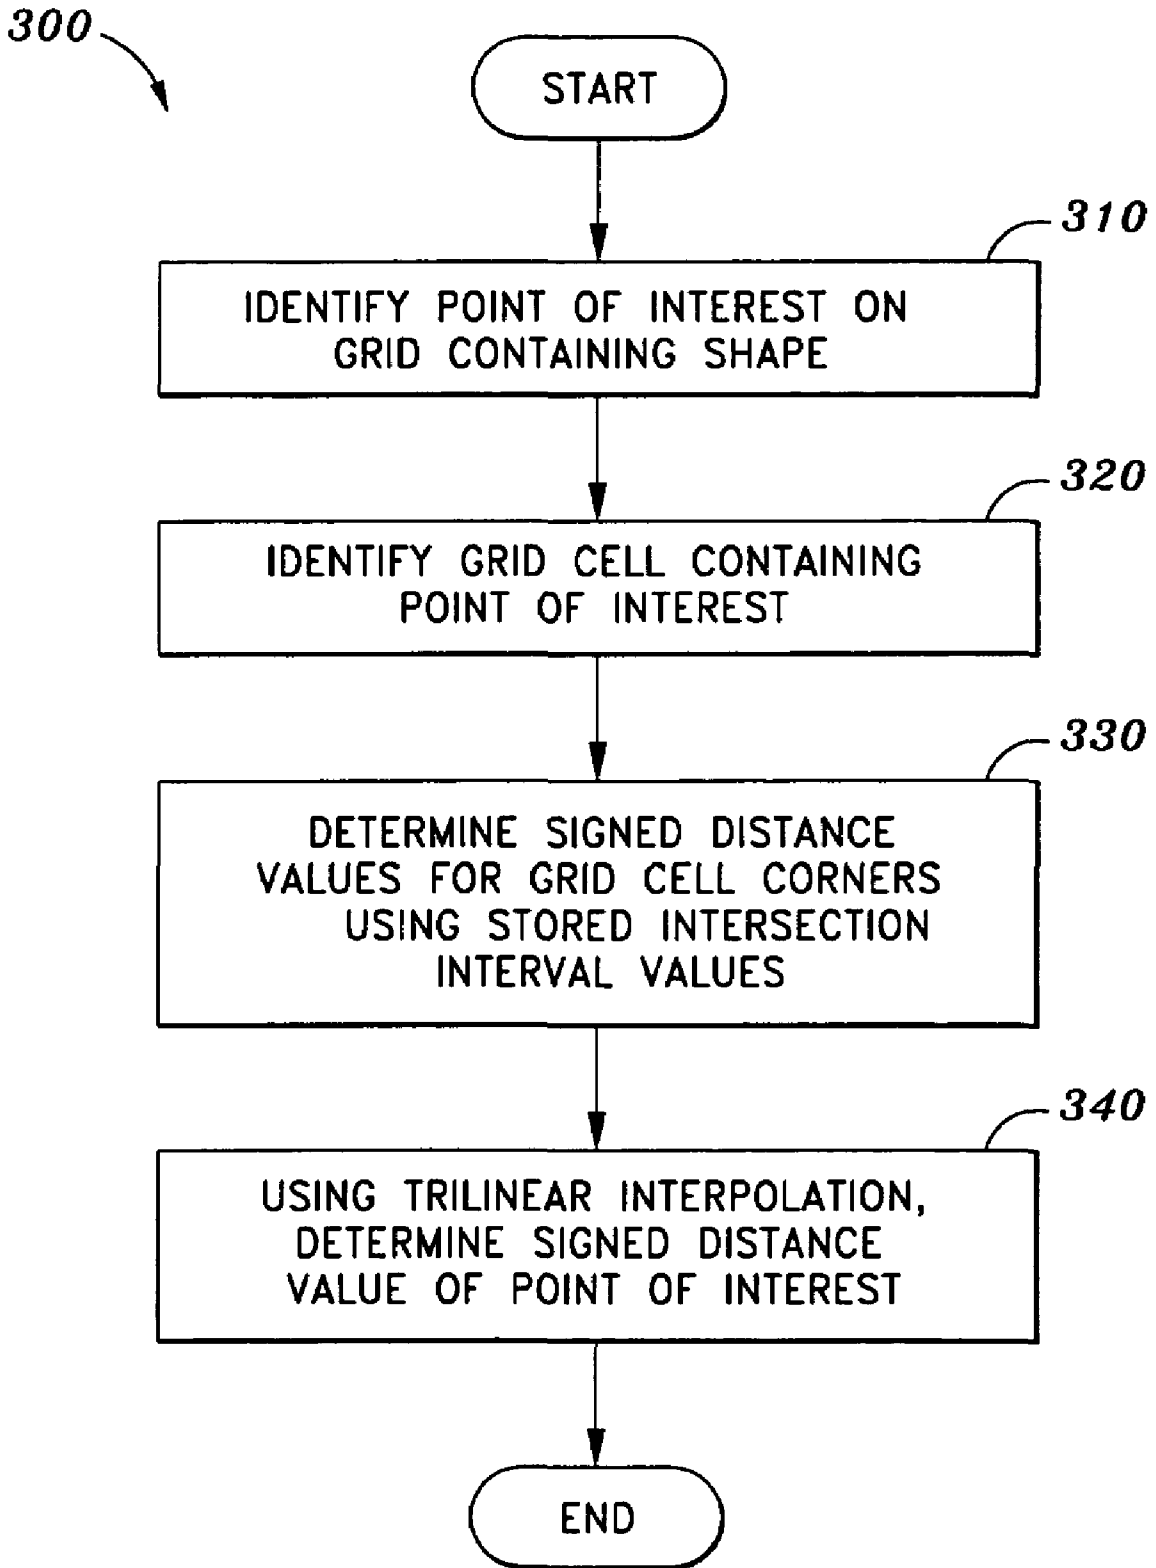 300
START
310
IDENTIFY POINT OF INTEREST ON
GRID CONTAINING SHAPE
320
IDENTIFY GRID CELL CONTAINING
POINT OF INTEREST
330
DETERMINE SIGNED DISTANCE
VALUES FOR GRID CELL CORNERS
USING STORED INTERSECTION
INTERVAL VALUES
340
USING TRILINEAR INTERPOLATION,
DETERMINE SIGNED DISTANCE
VALUE OF POINT OF INTEREST
END